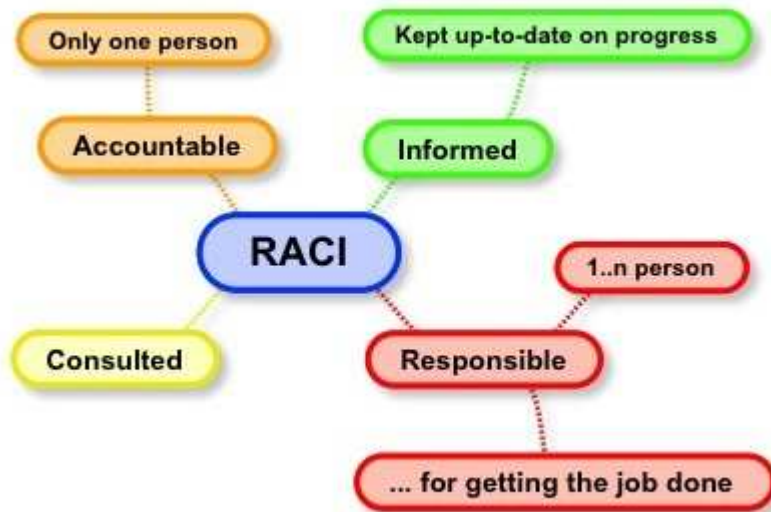 Only one person
Kept up-to-date on progress
Accountable
Informed
RACI
1..n person
Consulted
Responsible
... for getting the job done